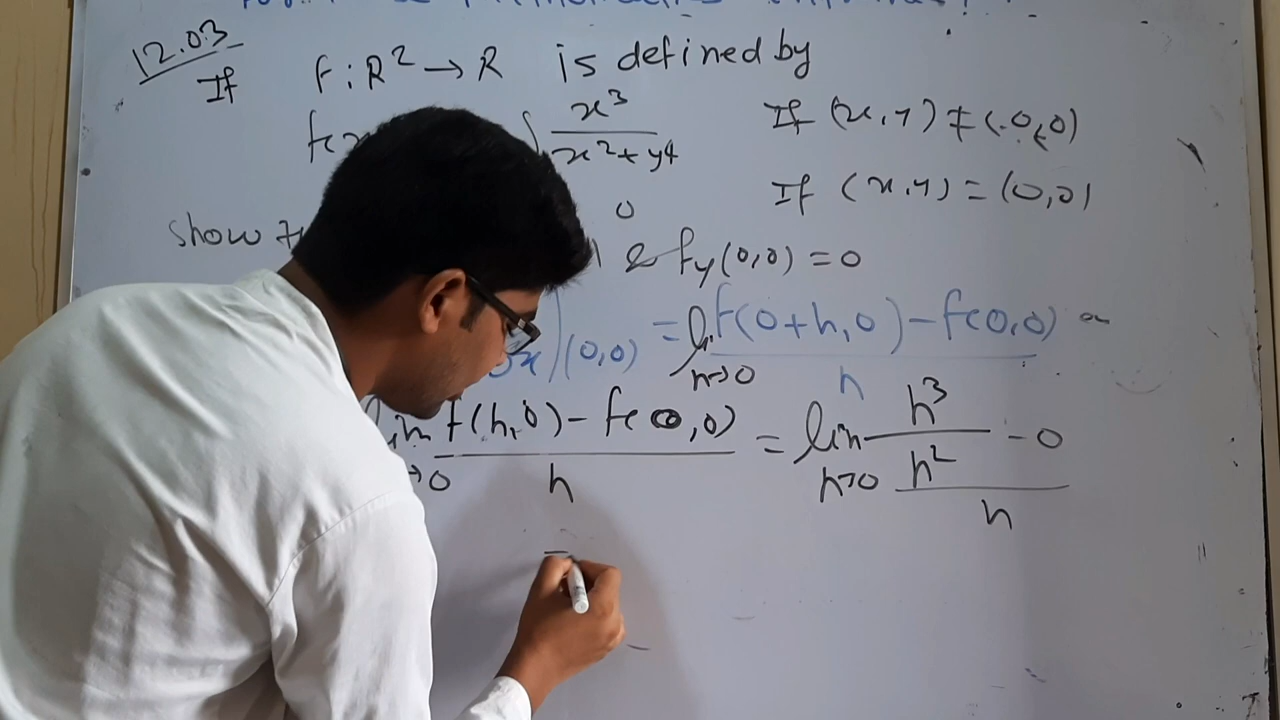 12.03
If f : R² → R is defined by
x³ / x² + y4 If (x, y) ≠ (0,0)
0 If (x, y) = (0,0)
show & fy(0,0) = 0
(0,0) = f(0+h, 0) - f(0,0)
h→0 h
lim f(h, 0) - f(0,0) = lim h³ - 0
→0 h h→0 h²
h
=